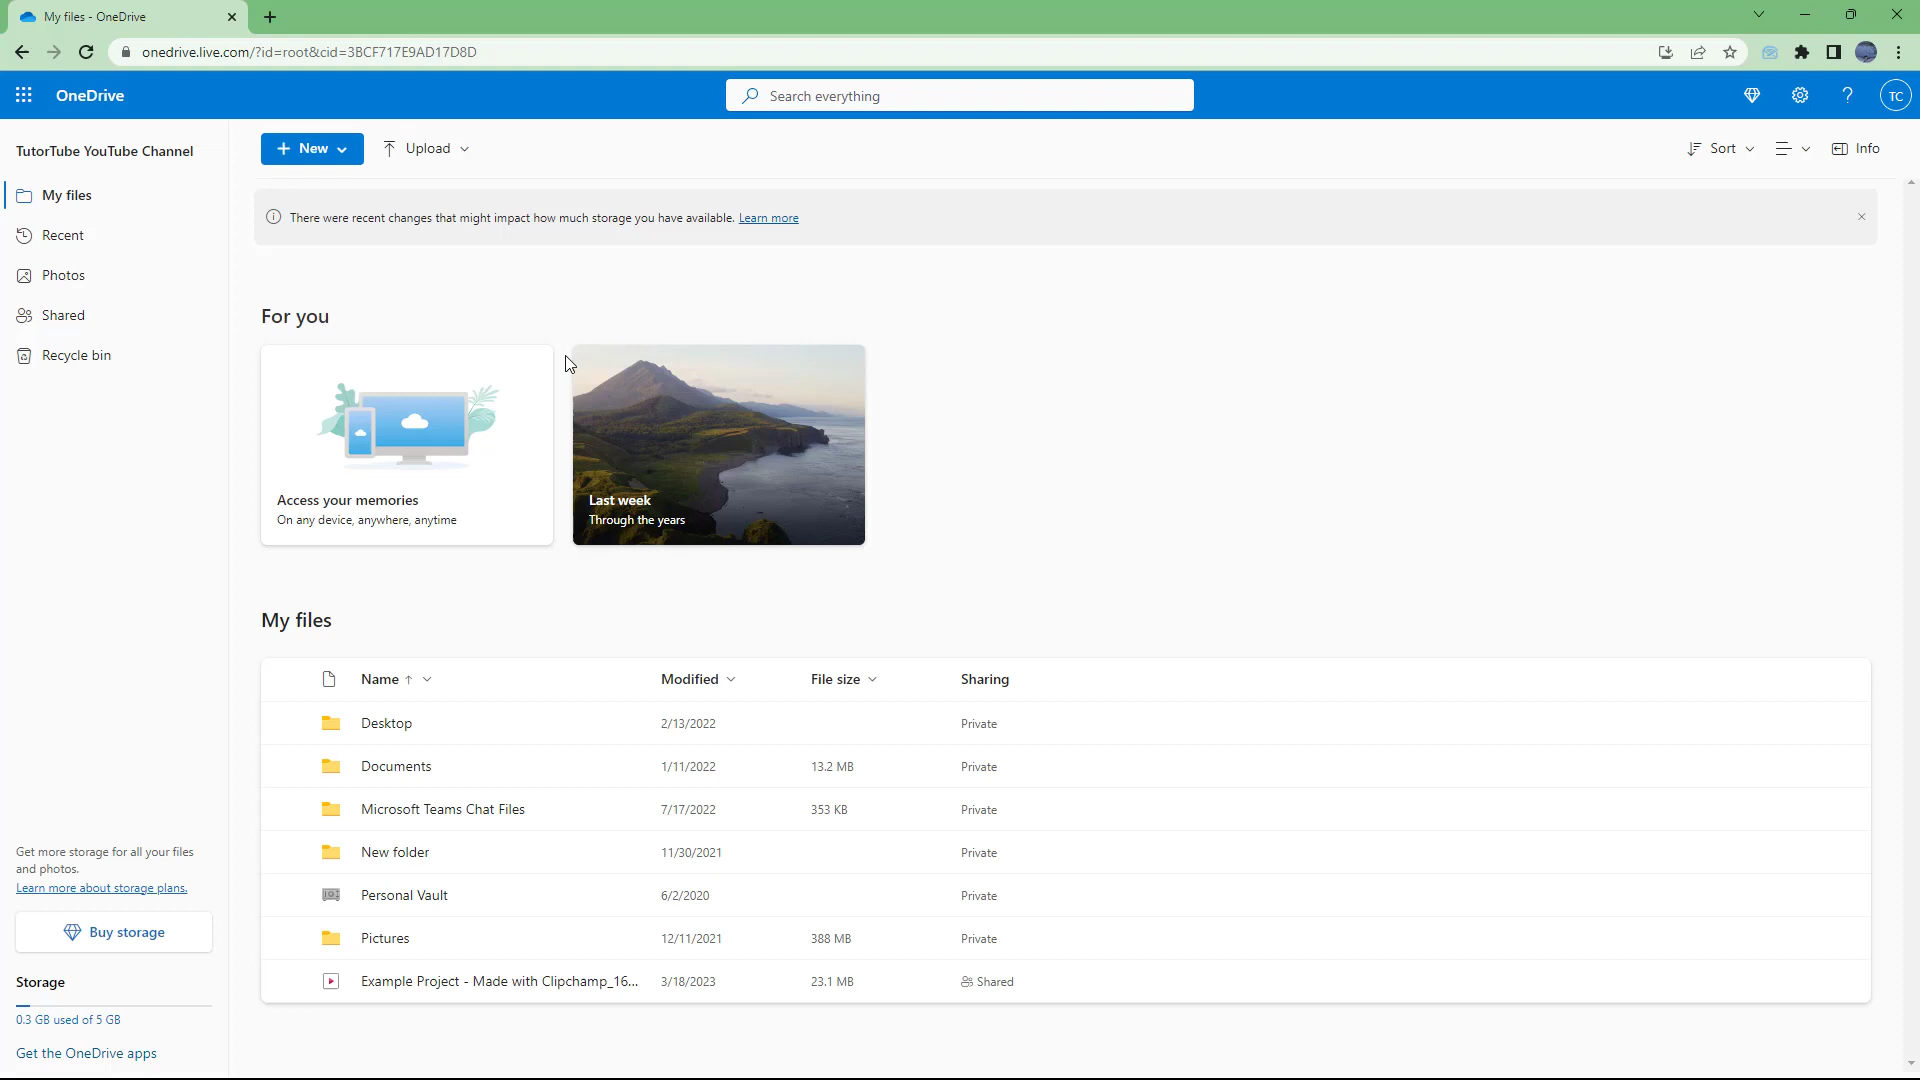 My files - OneDrive
onedrive.live.com/?id=root&cid=3BCF717E9AD17D8D
OneDrive
Search everything
TC
TutorTube YouTube Channel
New
Upload
Sort
Info
My files
Recent
Photos
Shared
Recycle bin
There were recent changes that might impact how much storage you have available. Learn more
For you
Access your memories
On any device, anywhere, anytime
Last week
Through the years
My files
Name Modified File size Sharing
Desktop 2/13/2022 Private
Documents 1/11/2022 13.2 MB Private
Microsoft Teams Chat Files 7/17/2022 353 KB Private
New folder 11/30/2021 Private
Personal Vault 6/2/2020 Private
Pictures 12/11/2021 388 MB Private
Example Project - Made with Clipchamp_16... 3/18/2023 23.1 MB Shared
Get more storage for all your files
and photos.
Learn more about storage plans.
Buy storage
Storage
0.3 GB used of 5 GB
Get the OneDrive apps